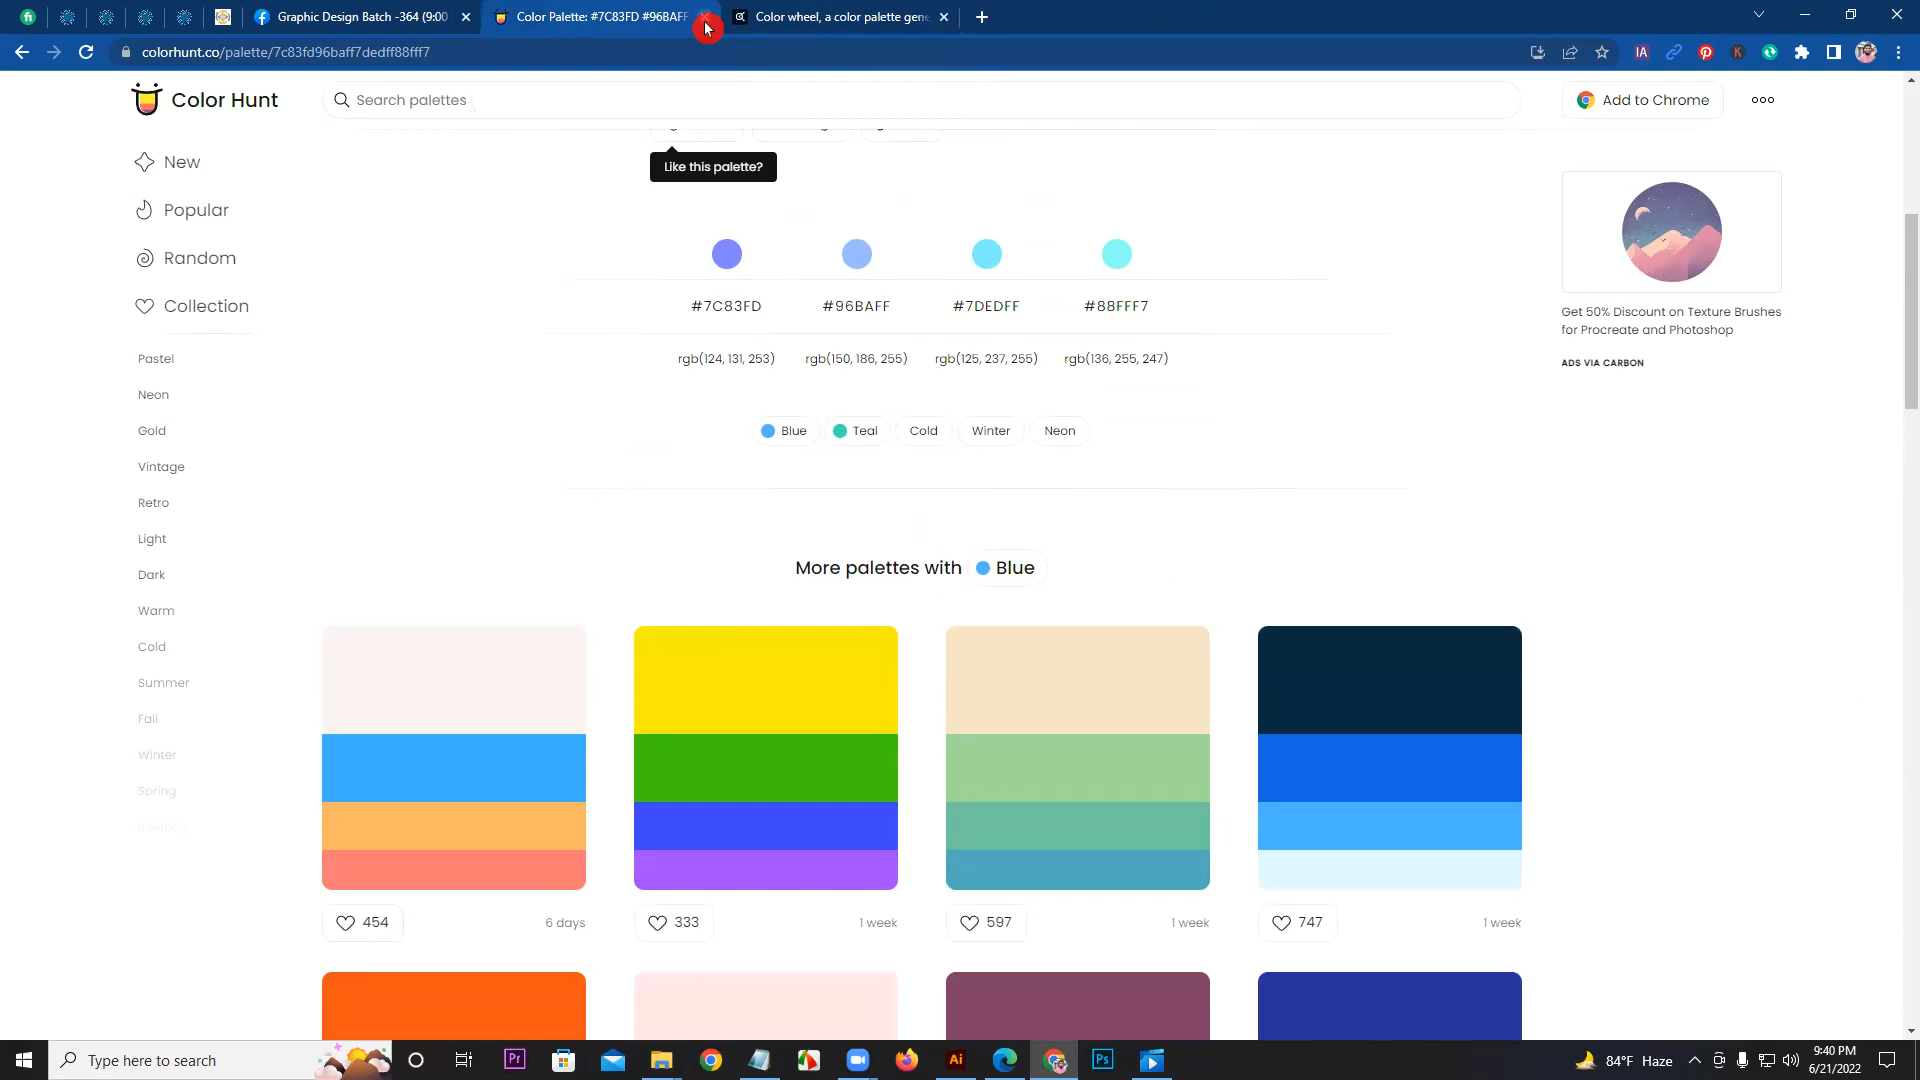 Graphic Design Batch -364 (9:00
Color Palette: #7C83FD #96BAFF
Color wheel, a color palette gen
colorhunt.co/palette/7c83fd96baff7dedff88fff7
Color Hunt
Search palettes
Add to Chrome
New
Like this palette?
Popular
Random
Collection
#7C83FD #96BAFF #7DEDFF #88FFF7
rgb(124, 131, 253) rgb(150, 186, 255) rgb(125, 237, 255) rgb(136, 255, 247)
Get 50% Discount on Texture Brushes
for Procreate and Photoshop
ADS VIA CARBON
Pastel
Neon
Gold
Vintage
Retro
Light
Dark
Warm
Cold
Summer
Fall
Winter
Spring
Rainbow
Blue Teal Cold Winter Neon
More palettes with Blue
454 6 days
333 1 week
597 1 week
747 1 week
Type here to search
Pr
Ai
Ps
84°F Haze
9:40 PM
6/21/2022